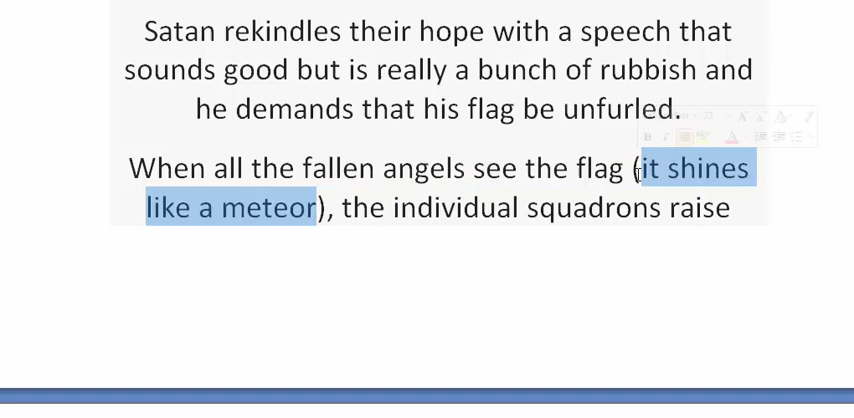 Satan rekindles their hope with a speech that
sounds good but is really a bunch of rubbish and
he demands that his flag be unfurled.
When all the fallen angels see the flag (it shines
like a meteor), the individual squadrons raise